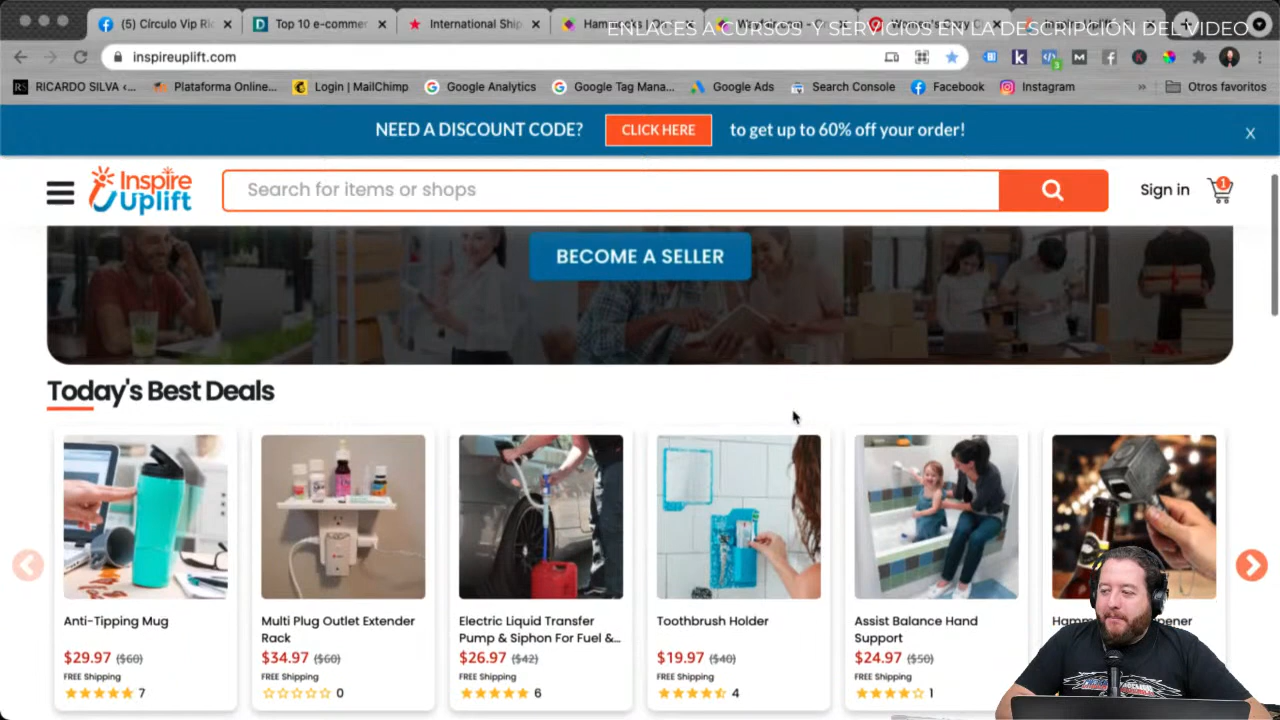 (5) Círculo Vip Ri
Top 10 e-commer
International Ship
ENLACES A CURSOS Y SERVICIOS EN LA DESCRIPCIÓN DEL VIDEO
inspireuplift.com
RICARDO SILVA <...
Plataforma Online...
Login | MailChimp
Google Analytics
Google Tag Mana...
Google Ads
Search Console
Facebook
Instagram
»
Otros favoritos
NEED A DISCOUNT CODE? CLICK HERE to get up to 60% off your order! X
Inspire
Uplift
Search for items or shops
Sign in
1
BECOME A SELLER
Today's Best Deals
Anti-Tipping Mug
$29.97 ($60)
FREE Shipping
7
Multi Plug Outlet Extender
Rack
$34.97 ($60)
FREE Shipping
0
Electric Liquid Transfer
Pump & Siphon For Fuel &...
$26.97 ($42)
FREE Shipping
6
Toothbrush Holder
$19.97 ($40)
FREE Shipping
4
Assist Balance Hand
Support
$24.97 ($50)
FREE Shipping
1